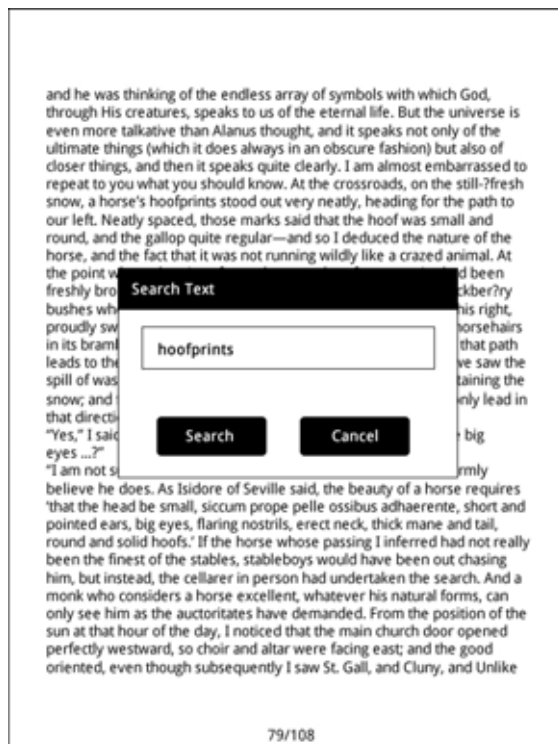 and he was thinking of the endless array of symbols with which God,
through His creatures, speaks to us of the eternal life. But the universe is
even more talkative than Alanus thought, and it speaks not only of the
ultimate things (which it does always in an obscure fashion) but also of
closer things, and then it speaks quite clearly. I am almost embarrassed to
repeat to you what you should know. At the crossroads, on the still-?fresh
snow, a horse's hoofprints stood out very neatly, heading for the path to
our left. Neatly spaced, those marks said that the hoof was small and
round, and the gallop quite regular—and so I deduced the nature of the
horse, and the fact that it was not running wildly like a crazed animal. At
the point d been
freshly bro ckber?ry
bushes wh his right,
proudly sw horsehairs
in its bram that path
leads to the ve saw the
spill of was taining the
snow; and only lead in
that directi
"Yes," I said big
eyes ...?"
"I am not s rmly
Search Text
hoofprints
Search Cancel
believe he does. As Isidore of Seville said, the beauty of a horse requires
'that the head be small, siccum prope pelle ossibus adhaerente, short and
pointed ears, big eyes, flaring nostrils, erect neck, thick mane and tail,
round and solid hoofs.' If the horse whose passing I inferred had not really
been the finest of the stables, stableboys would have been out chasing
him, but instead, the cellarer in person had undertaken the search. And a
monk who considers a horse excellent, whatever his natural forms, can
only see him as the auctoritates have demanded. From the position of the
sun at that hour of the day, I noticed that the main church door opened
perfectly westward, so choir and altar were facing east; and the good
oriented, even though subsequently I saw St. Gall, and Cluny, and Unlike
79/108